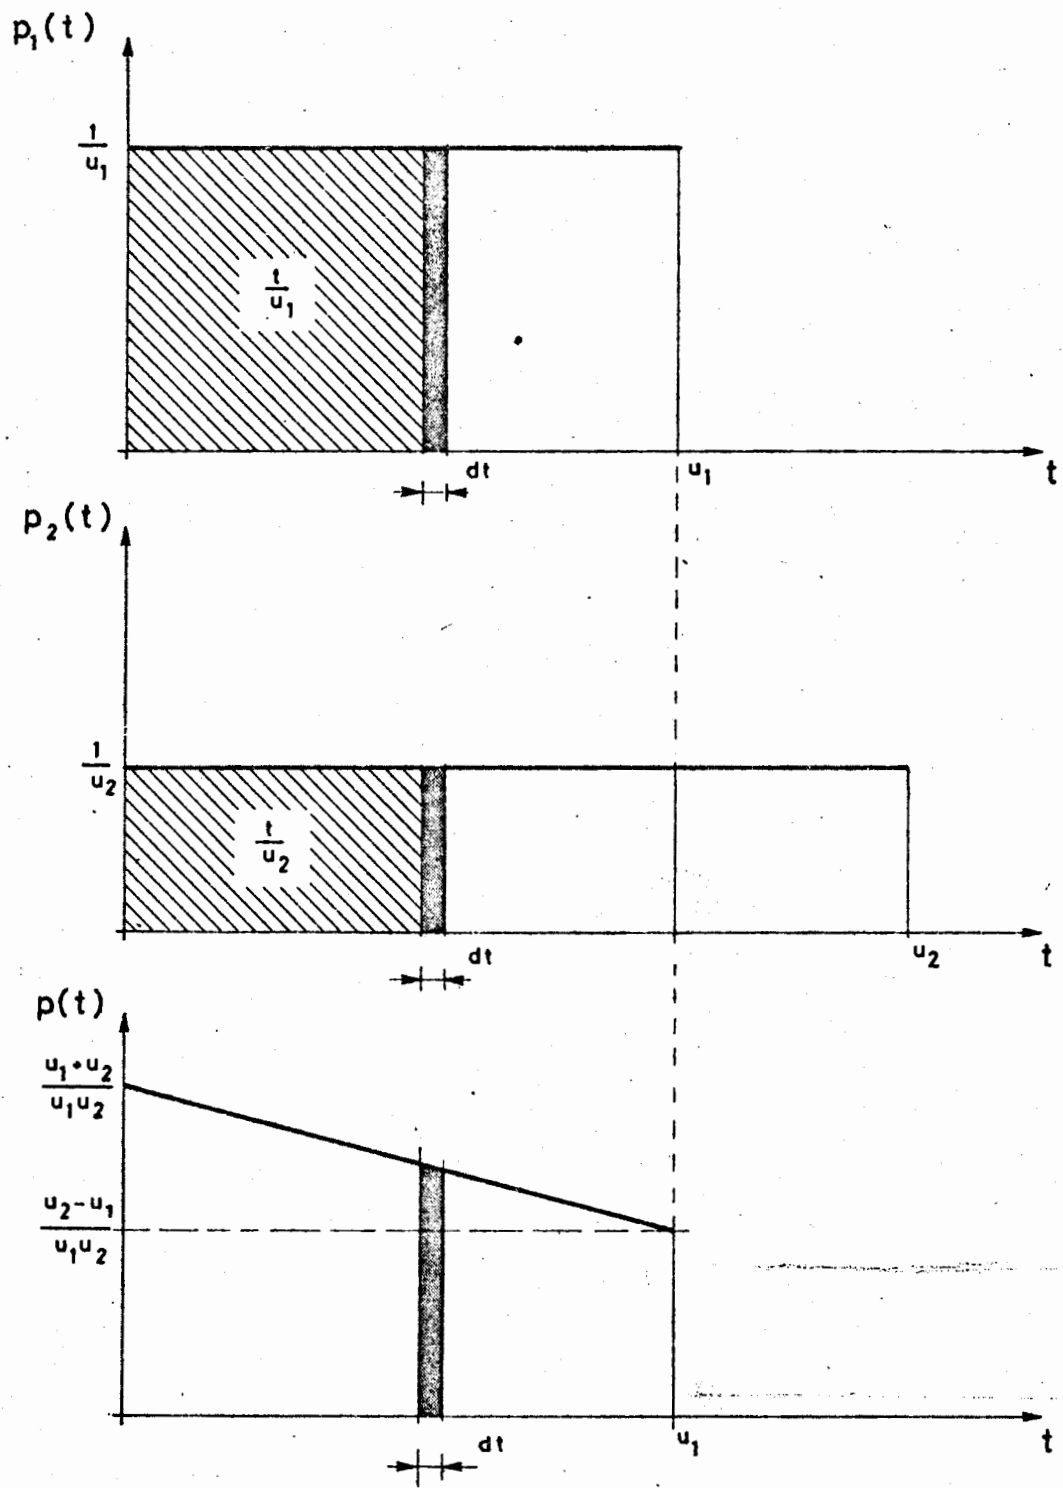 p₁(t)
1/u₁
t/u₁
dt
u₁
t
p₂(t)
1/u₂
t/u₂
dt
u₂
t
p(t)
u₁+u₂/u₁u₂
u₂-u₁/u₁u₂
dt
u₁
t